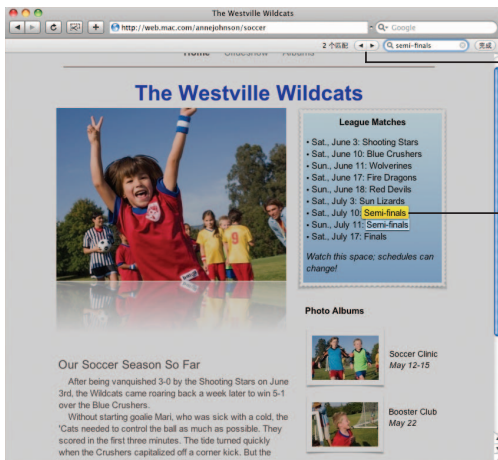 The Westville Wildcats
http://web.mac.com/annejohnson/soccer
Google
2 个匹配
semi-finals
完成
Home Slideshow Albums
The Westville Wildcats
League Matches
• Sat., June 3: Shooting Stars
• Sat., June 10: Blue Crushers
• Sun., June 11: Wolverines
• Sat., June 17: Fire Dragons
• Sun., June 18: Red Devils
• Sat., July 3: Sun Lizards
• Sat., July 10: Semi-finals
• Sun., July 11: Semi-finals
• Sat., July 17: Finals
Watch this space; schedules can
change!
Photo Albums
Soccer Clinic
May 12-15
Booster Club
May 22
Our Soccer Season So Far
After being vanquished 3-0 by the Shooting Stars on June
3rd, the Wildcats came roaring back a week later to win 5-1
over the Blue Crushers.
Without starting goalie Mari, who was sick with a cold, the
'Cats needed to control the ball as much as possible. They
scored in the first three minutes. The tide turned quickly
when the Crushers capitalized off a corner kick. But the